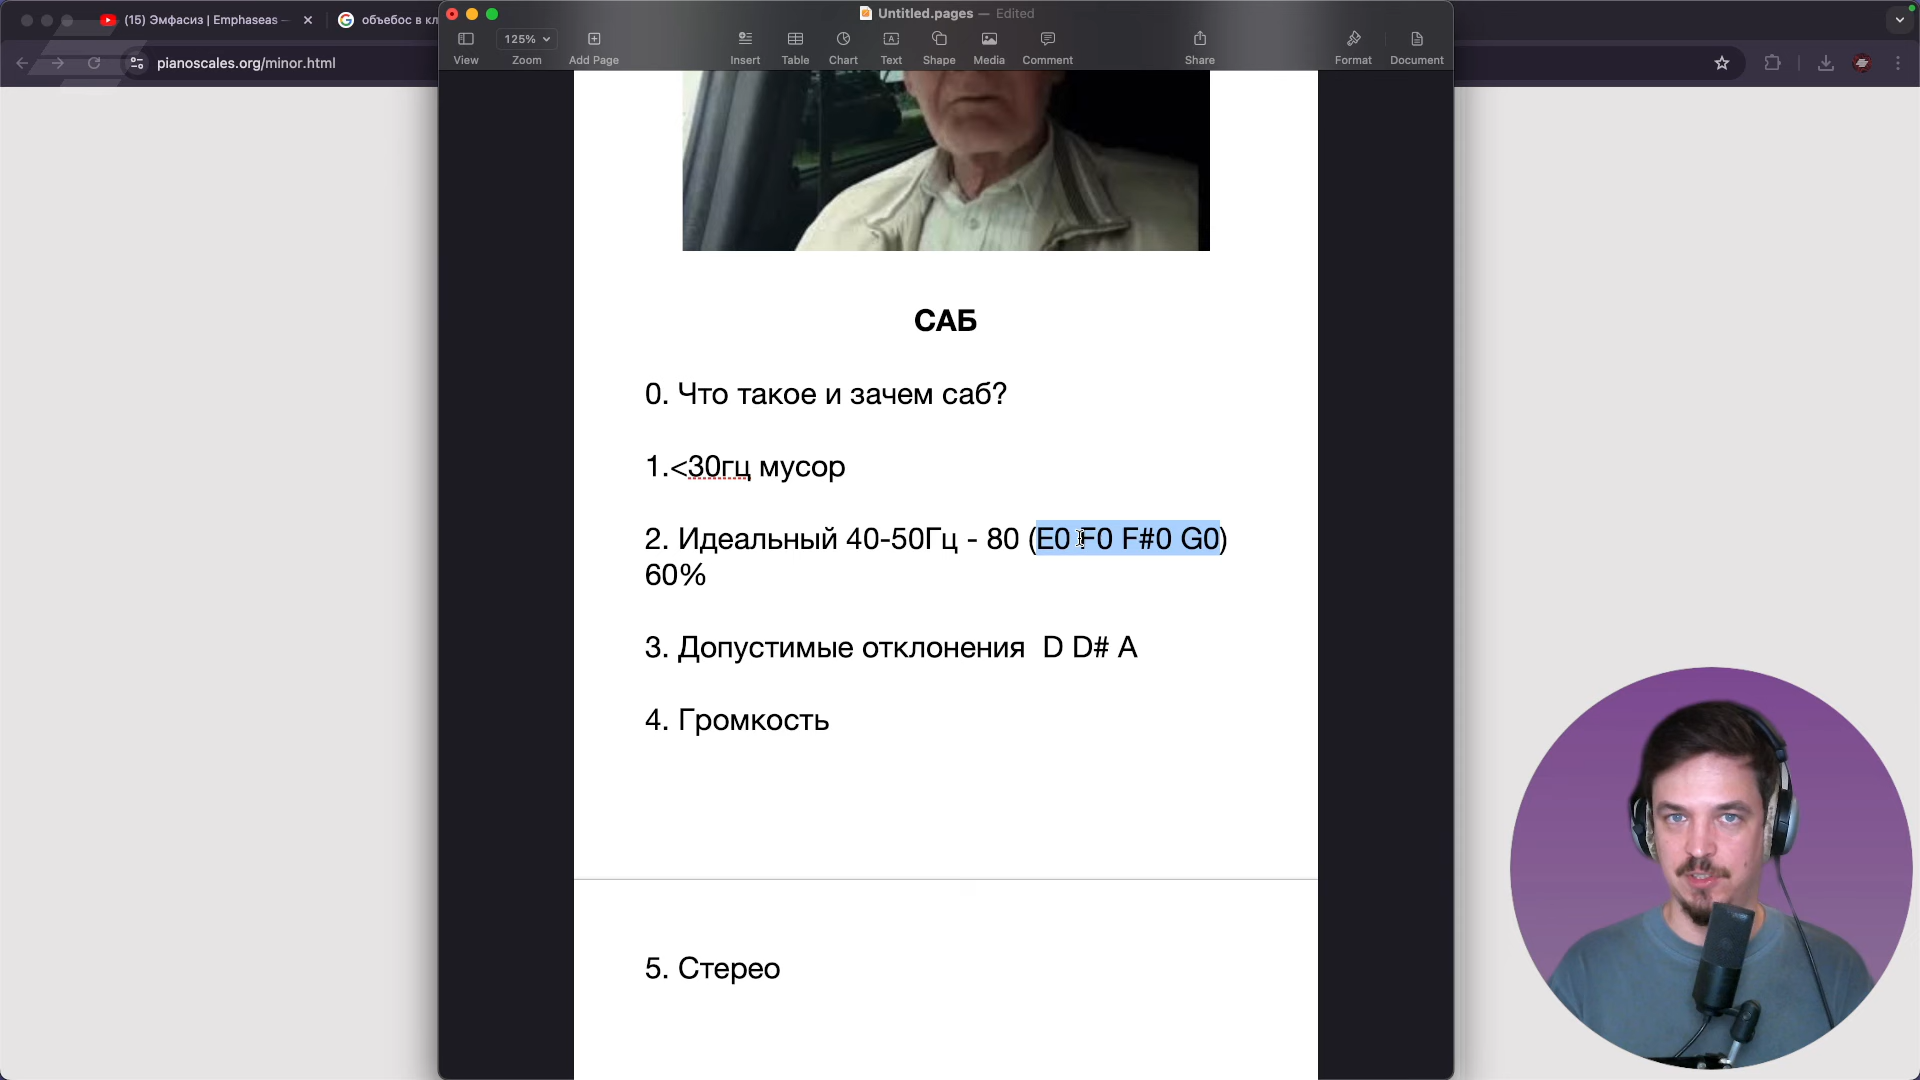 (15) Эмфасиз | Emphaseas –
объебос в кл
Untitled.pages — Edited
125%
View
Zoom
Add Page
Insert
Table
Chart
Text
Shape
Media
Comment
Share
Format
Document
pianoscales.org/minor.html
САБ
0. Что такое и зачем саб?
1.<30гц мусор
2. Идеальный 40-50Гц - 80 (E0 F0 F#0 G0)
60%
3. Допустимые отклонения D D# A
4. Громкость
5. Стерео